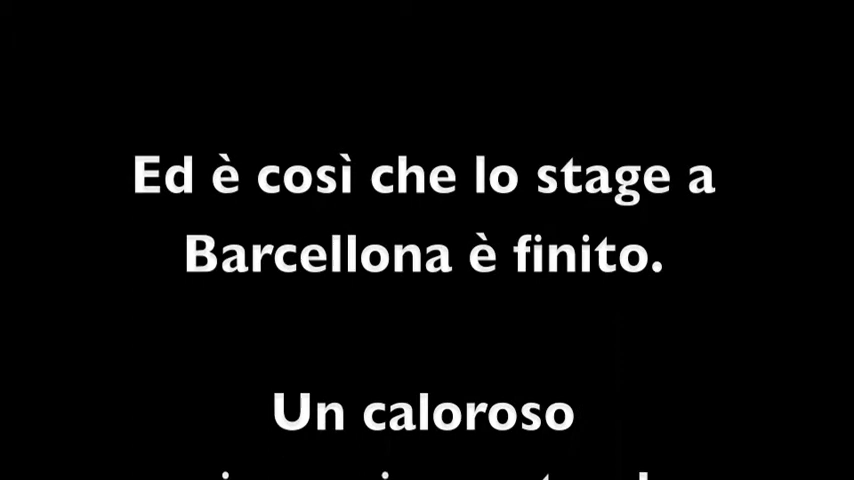 Ed è così che lo stage a
Barcellona è finito.
Un caloroso